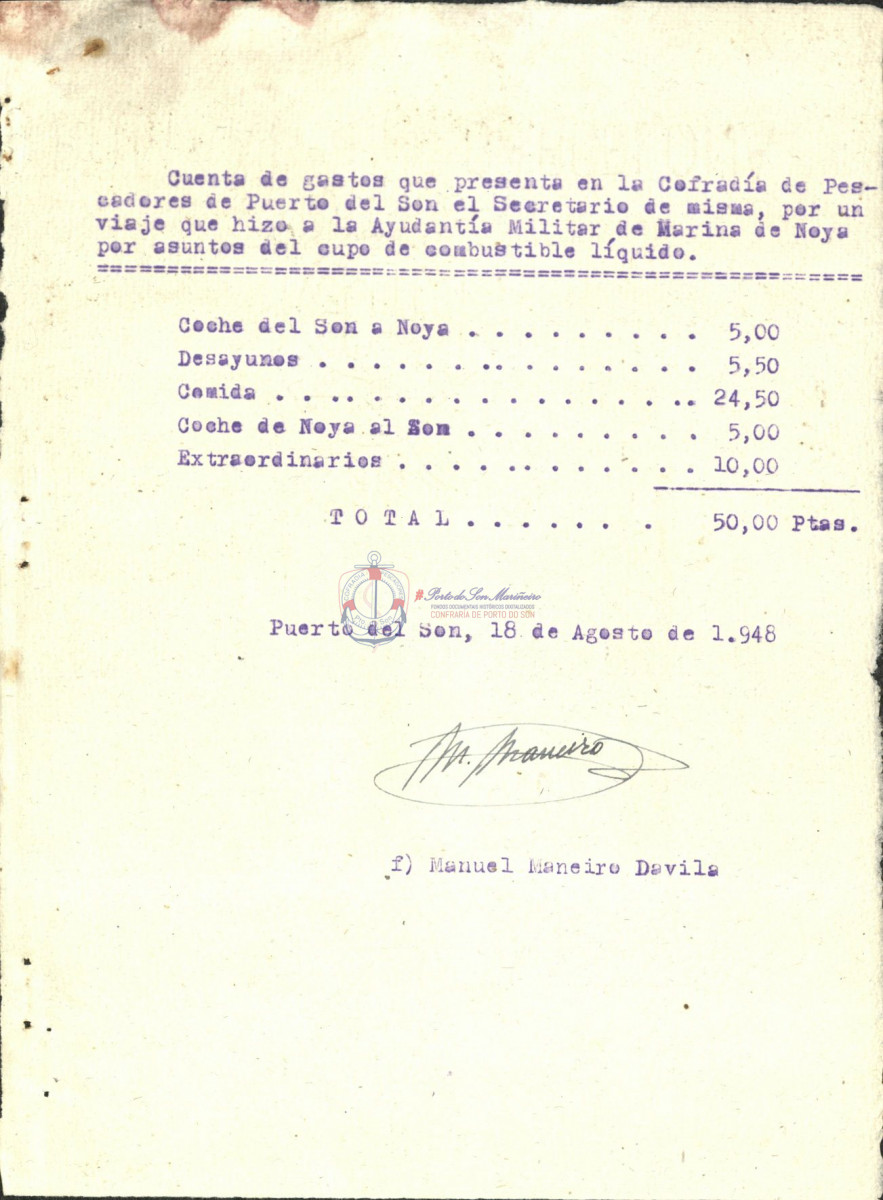 Cuenta de gastos que presenta en la Cofradía de Pes-
cadores de Puerto del Son el Secretario de misma, por un
viaje que hizo a la Ayudantía Militar de Marina de Noya
por asuntos del cupo de combustible líquido.
==================================================================
Coche del Son a Noya . . . . . . . . . 5,00
Desayunos . . . . . . .. . . . . . . . 5,50
Comida . . ... . . . . . . . . . . . .. 24,50
Coche de Noya al Son . . . . . . . . . 5,00
Extraordinarios . . . . .. . . . . . . 10,00
T O T A L . . . . . . . 50,00 Ptas.
#Porto do Son Mariñeiro
FONDOS DOCUMENTAIS HISTÓRICOS DIGITALIZADOS
CONFRARÍA DE PORTO DO SON
Puerto del Son, 18 de Agosto de 1.948
M. Maneiro
f) Manuel Maneiro Davila